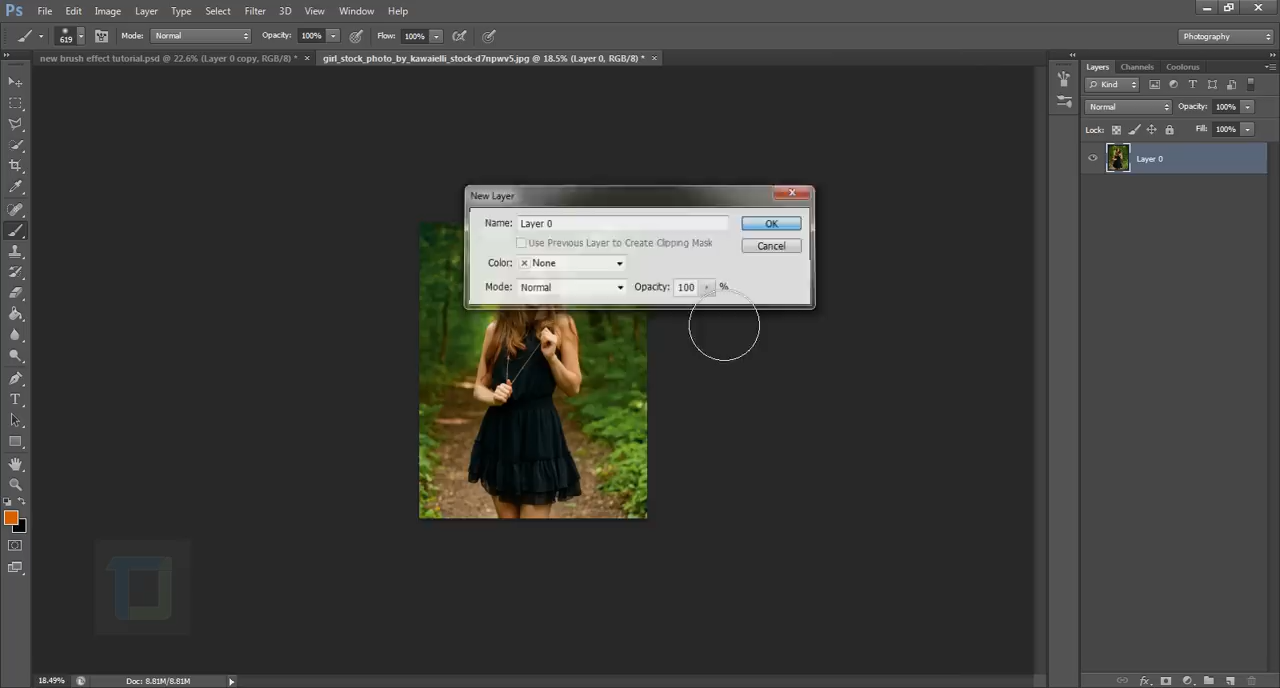 Ps File Edit Image Layer Type Select Filter 3D View Window Help
619 Mode: Normal Opacity: 100% Flow: 100% Photography
new brush effect tutorial.psd @ 22.6% (Layer 0 copy, RGB/8) * × girl_stock_photo_by_kawaielli_stock-d7npwv5.jpg @ 18.5% (Layer 0, RGB/8) * ×
Layers Channels Coolorus
Kind
Normal Opacity: 100%
Lock: Fill: 100%
Layer 0
New Layer
Name: Layer 0 OK
Use Previous Layer to Create Clipping Mask Cancel
Color: None
Mode: Normal Opacity: 100 %
18.49% Doc: 8.81M/8.81M